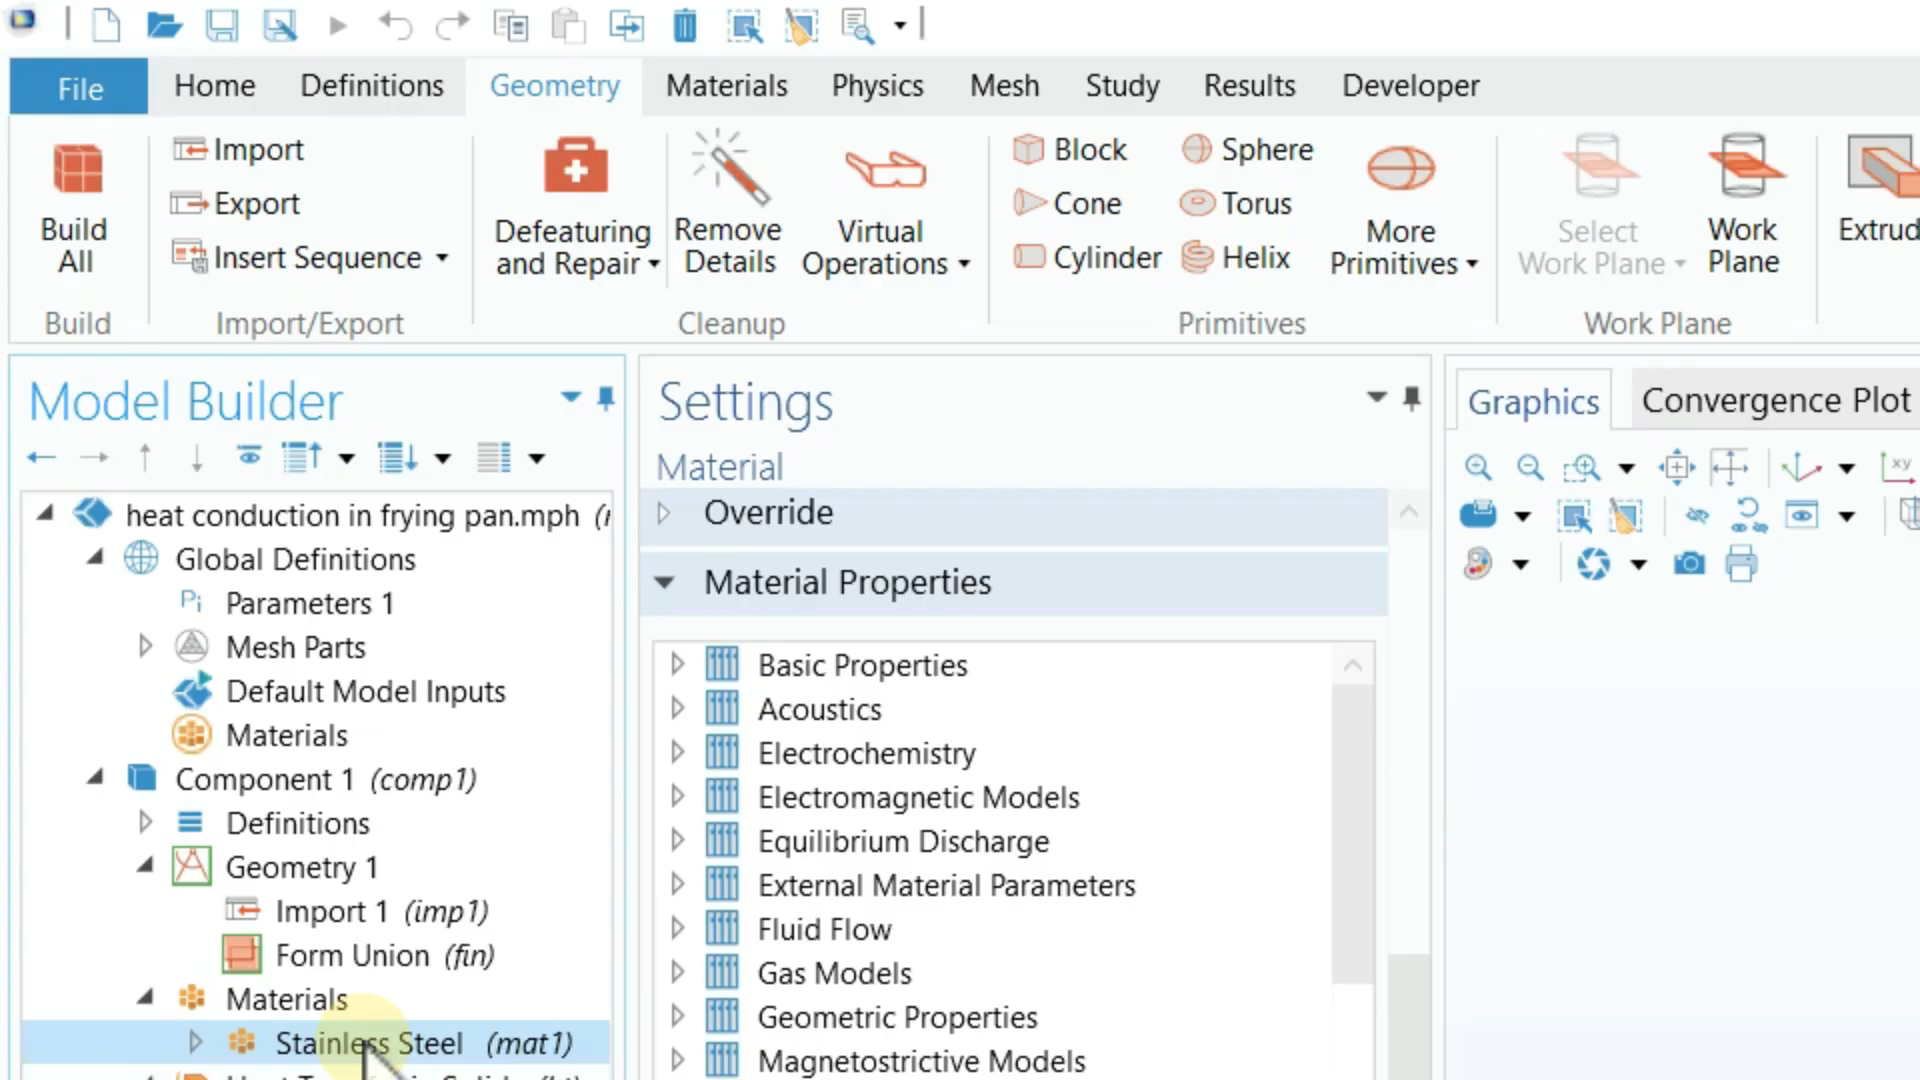 File Home Definitions Geometry Materials Physics Mesh Study Results Developer
Build All
Import
Export
Insert Sequence
Defeaturing and Repair
Remove Details
Virtual Operations
Block
Cone
Cylinder
Sphere
Torus
Helix
More Primitives
Select Work Plane
Work Plane
Build Import/Export Cleanup Primitives Work Plane
Model Builder
heat conduction in frying pan.mph
Global Definitions
Pi Parameters 1
Mesh Parts
Default Model Inputs
Materials
Component 1 (comp1)
Definitions
Geometry 1
Import 1 (imp1)
Form Union (fin)
Materials
Stainless Steel (mat1)
Settings
Material
Override
Material Properties
Basic Properties
Acoustics
Electrochemistry
Electromagnetic Models
Equilibrium Discharge
External Material Parameters
Fluid Flow
Gas Models
Geometric Properties
Magnetostrictive Models
Graphics Convergence Plot
xy